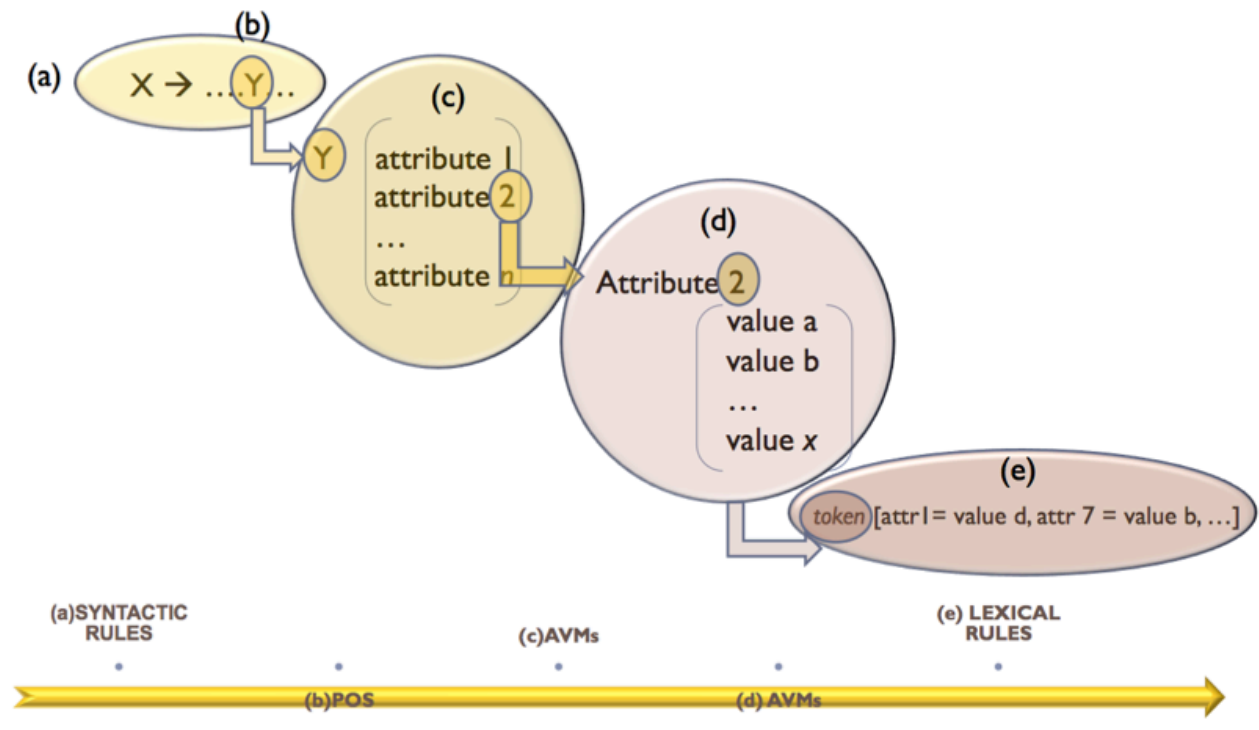 (b)
(a)
X → ....Y...
(c)
Y
attribute 1
attribute 2
...
attribute n
(d)
Attribute 2
value a
value b
...
value x
(e)
token [attr1= value d, attr 7 = value b, ...]
(a)SYNTACTIC
RULES
(b)POS
(c)AVMs
(d) AVMs
(e) LEXICAL
RULES